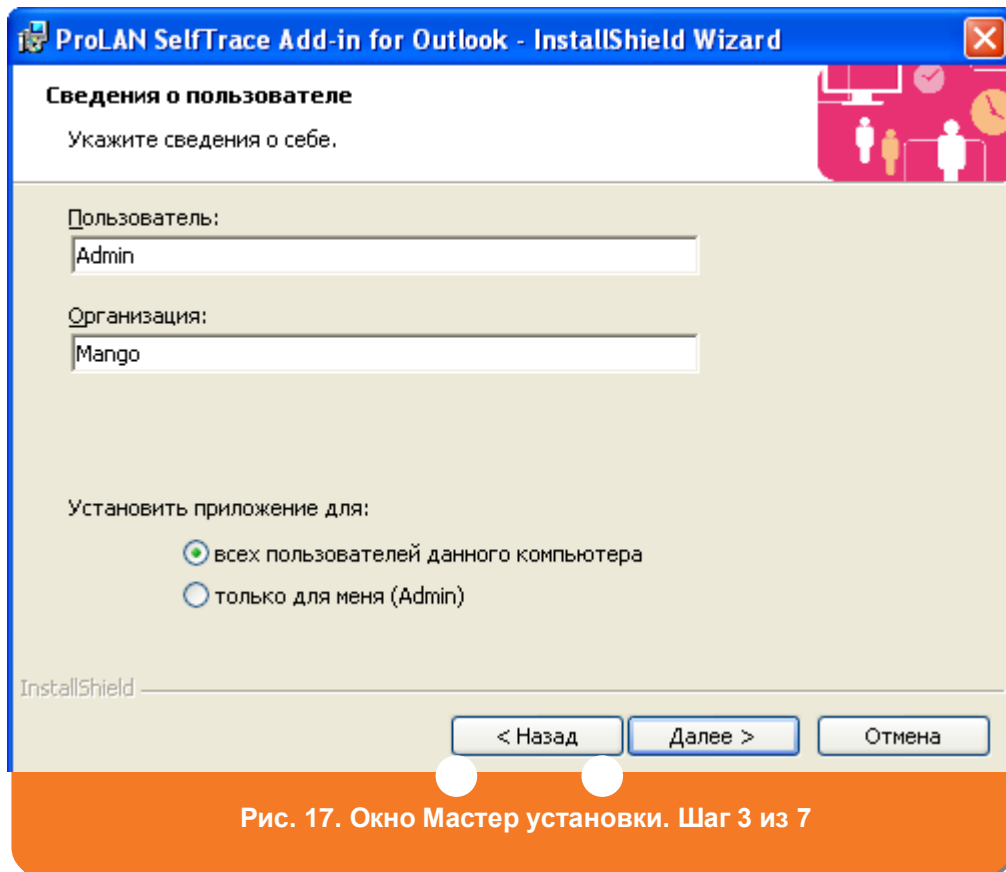 ProLAN SelfTrace Add-in for Outlook - InstallShield Wizard
Сведения о пользователе
Укажите сведения о себе.
Пользователь:
Admin
Организация:
Mango
Установить приложение для:
всех пользователей данного компьютера
только для меня (Admin)
InstallShield
< Назад
Далее >
Отмена
Рис. 17. Окно Мастер установки. Шаг 3 из 7